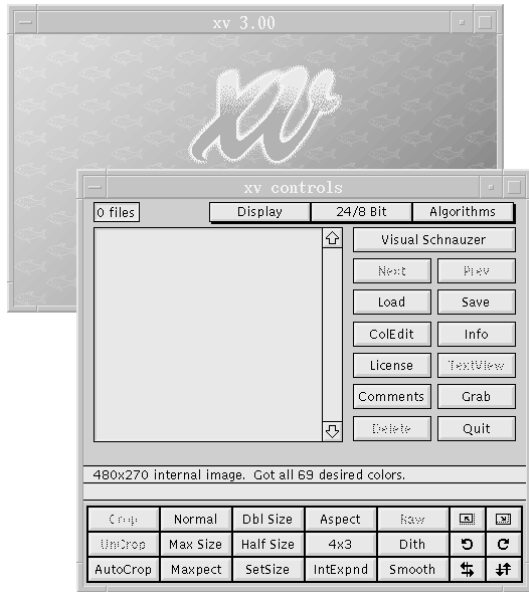 xv 3.00
xv
xv controls
0 files
Display
24/8 Bit
Algorithms
Visual Schnauzer
Next
Prev
Load
Save
ColEdit
Info
License
TextView
Comments
Grab
Delete
Quit
480x270 internal image. Got all 69 desired colors.
Crop
Normal
Dbl Size
Aspect
Raw
UnCrop
Max Size
Half Size
4x3
Dith
AutoCrop
Maxpect
SetSize
IntExpnd
Smooth